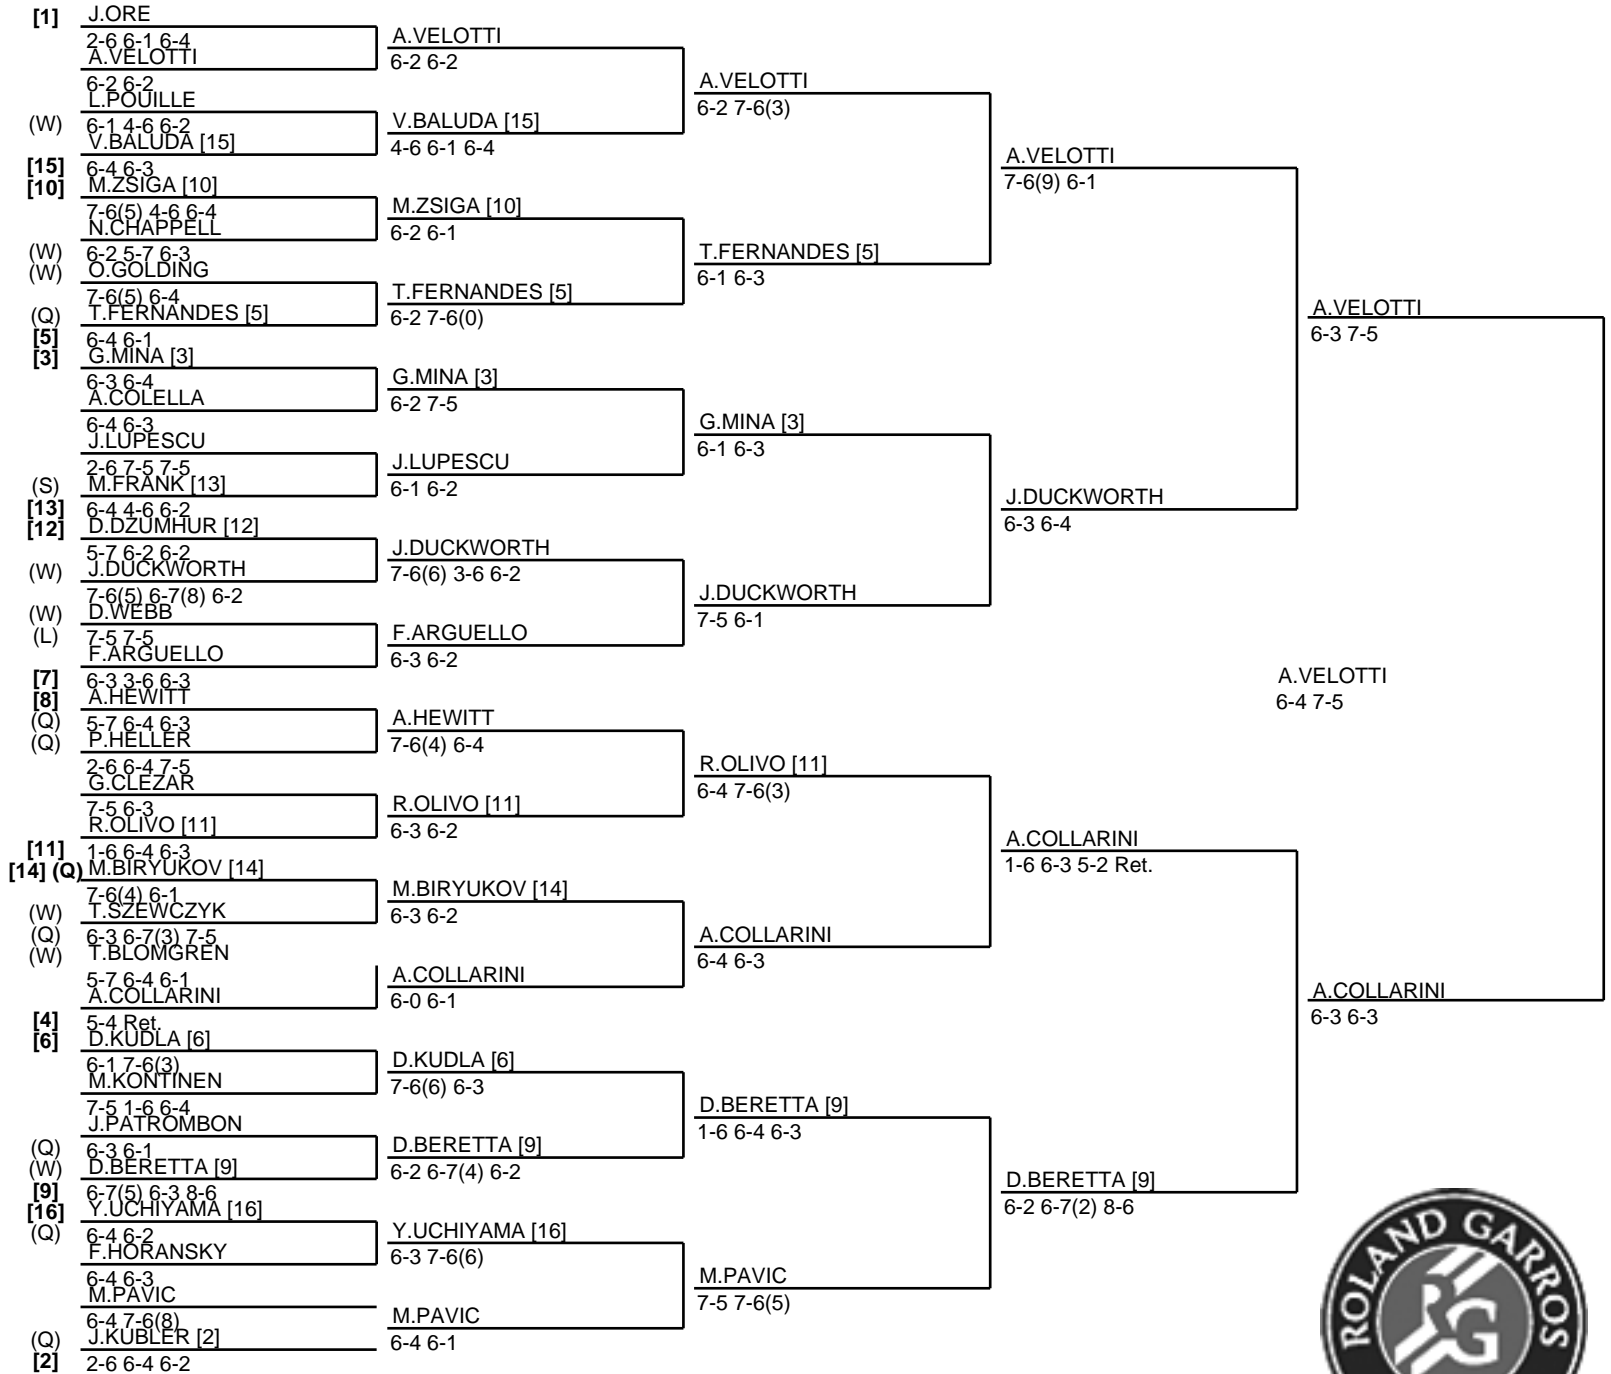 [1] J.ORE
2-6 6-1 6-4
A.VELOTTI
6-2 6-2
L.POUILLE
(W) 6-1 4-6 6-2
V.BALUDA [15]
[15] 6-4 6-3
[10] M.ZSIGA [10]
7-6(5) 4-6 6-4
N.CHAPPELL
(W) 6-2 5-7 6-3
(W) O.GOLDING
7-6(5) 6-4
(Q) T.FERNANDES [5]
[5] 6-4 6-1
[3] G.MINA [3]
6-3 6-4
A.COLELLA
6-4 6-3
J.LUPESCU
2-6 7-5 7-5
(S) M.FRANK [13]
[13] 6-4 4-6 6-2
[12] D.DZUMHUR [12]
5-7 6-2 6-2
(W) J.DUCKWORTH
7-6(5) 6-7(8) 6-2
(W) D.WEBB
(L) 7-5 7-5
F.ARGUELLO
[7] 6-3 3-6 6-3
[8] A.HEWITT
(Q) 5-7 6-4 6-3
(Q) P.HELLER
2-6 6-4 7-5
G.CLEZAR
7-5 6-3
R.OLIVO [11]
[11] 1-6 6-4 6-3
[14] (Q) M.BIRYUKOV [14]
7-6(4) 6-1
(W) T.SZEWCZYK
(Q) 6-3 6-7(3) 7-5
(W) T.BLOMGREN
5-7 6-4 6-1
A.COLLARINI
[4] 5-4 Ret.
[6] D.KUDLA [6]
6-1 7-6(3)
M.KONTINEN
7-5 1-6 6-4
J.PATROMBON
(Q) 6-3 6-1
(W) D.BERETTA [9]
[9] 6-7(5) 6-3 8-6
[16] Y.UCHIYAMA [16]
(Q) 6-4 6-2
F.HORANSKY
6-4 6-3
M.PAVIC
6-4 7-6(8)
(Q) J.KUBLER [2]
[2] 2-6 6-4 6-2
A.VELOTTI
6-2 6-2
V.BALUDA [15]
4-6 6-1 6-4
M.ZSIGA [10]
6-2 6-1
T.FERNANDES [5]
6-2 7-6(0)
G.MINA [3]
6-2 7-5
J.LUPESCU
6-1 6-2
J.DUCKWORTH
7-6(6) 3-6 6-2
F.ARGUELLO
6-3 6-2
A.HEWITT
7-6(4) 6-4
R.OLIVO [11]
6-3 6-2
M.BIRYUKOV [14]
6-3 6-2
A.COLLARINI
6-0 6-1
D.KUDLA [6]
7-6(6) 6-3
D.BERETTA [9]
6-2 6-7(4) 6-2
Y.UCHIYAMA [16]
6-3 7-6(6)
M.PAVIC
6-4 6-1
A.VELOTTI
6-2 7-6(3)
T.FERNANDES [5]
6-1 6-3
G.MINA [3]
6-1 6-3
J.DUCKWORTH
7-5 6-1
R.OLIVO [11]
6-4 7-6(3)
A.COLLARINI
6-4 6-3
D.BERETTA [9]
1-6 6-4 6-3
M.PAVIC
7-5 7-6(5)
A.VELOTTI
7-6(9) 6-1
J.DUCKWORTH
6-3 6-4
A.COLLARINI
1-6 6-3 5-2 Ret.
D.BERETTA [9]
6-2 6-7(2) 8-6
A.VELOTTI
6-3 7-5
A.COLLARINI
6-3 6-3
A.VELOTTI
6-4 7-5
ROLAND GARROS
RG